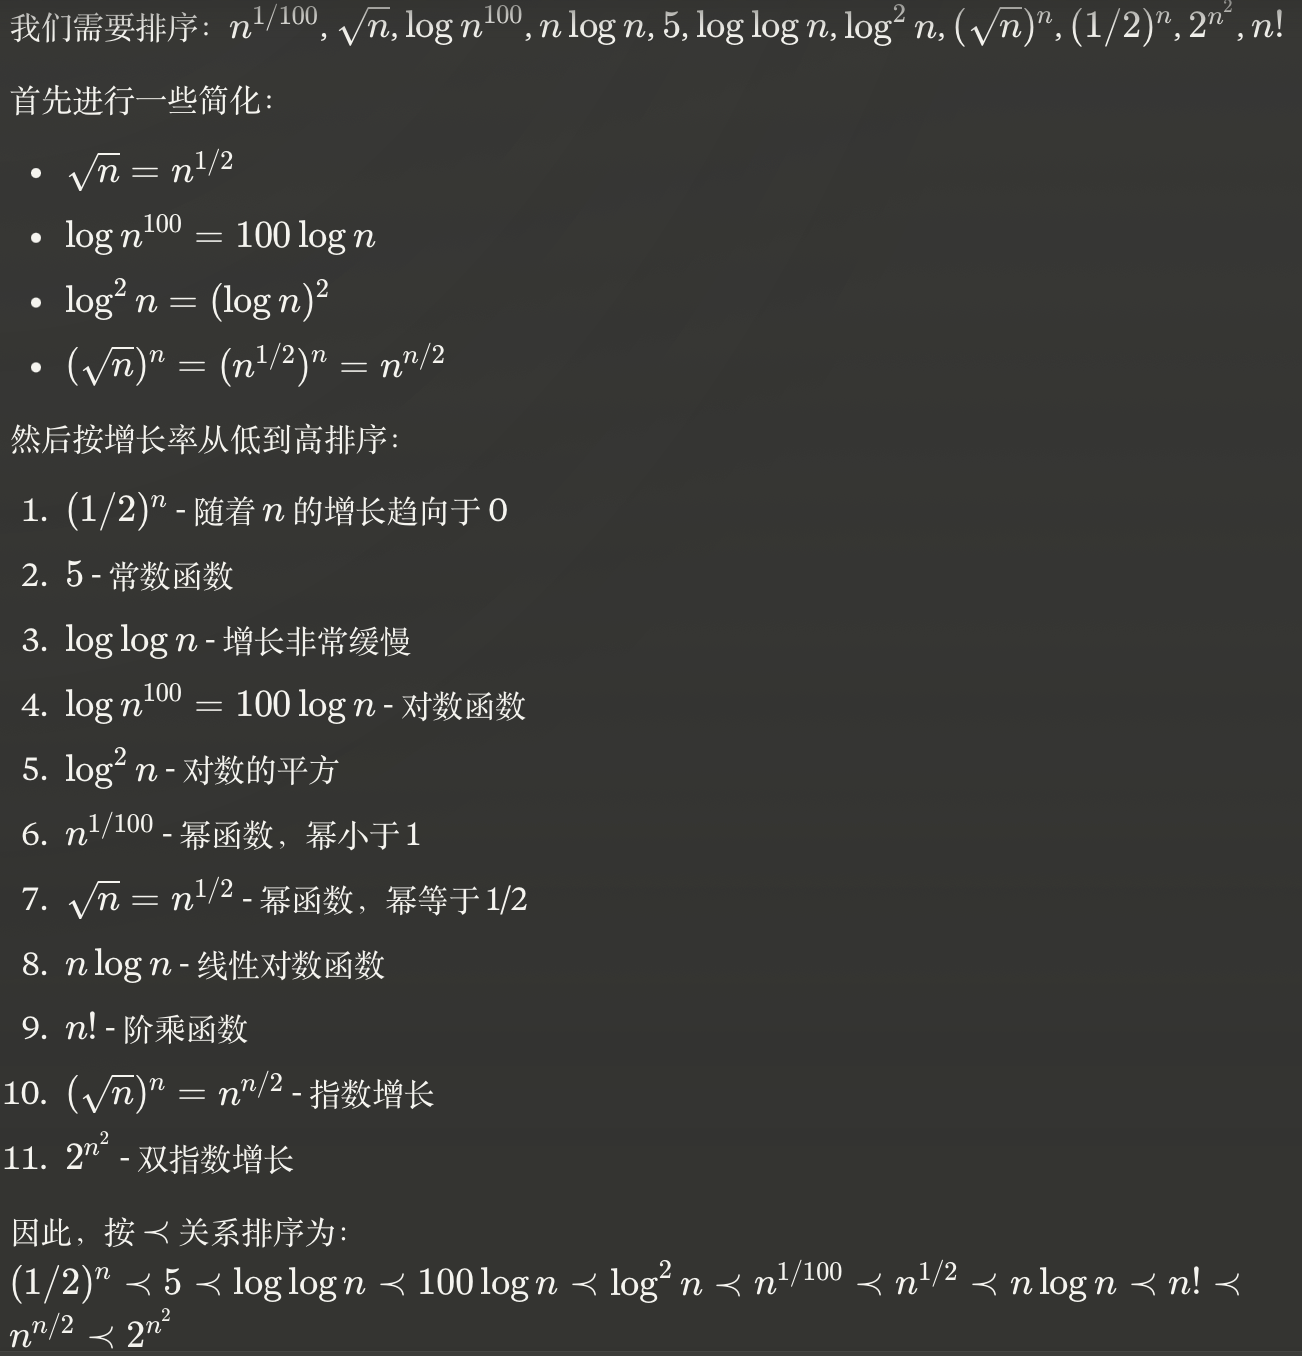 我们需要排序：$n^{1/100}, \sqrt{n}, \log n^{100}, n \log n, 5, \log \log n, \log^2 n, (\sqrt{n})^n, (1/2)^n, 2^{n^2}, n!$
首先进行一些简化：
• $\sqrt{n} = n^{1/2}$
• $\log n^{100} = 100 \log n$
• $\log^2 n = (\log n)^2$
• $(\sqrt{n})^n = (n^{1/2})^n = n^{n/2}$
然后按增长率从低到高排序：
1. $(1/2)^n$ - 随着 $n$ 的增长趋向于 0
2. $5$ - 常数函数
3. $\log \log n$ - 增长非常缓慢
4. $\log n^{100} = 100 \log n$ - 对数函数
5. $\log^2 n$ - 对数的平方
6. $n^{1/100}$ - 幂函数，幂小于 1
7. $\sqrt{n} = n^{1/2}$ - 幂函数，幂等于 1/2
8. $n \log n$ - 线性对数函数
9. $n!$ - 阶乘函数
10. $(\sqrt{n})^n = n^{n/2}$ - 指数增长
11. $2^{n^2}$ - 双指数增长
因此，按 $\prec$ 关系排序为：
$(1/2)^n \prec 5 \prec \log \log n \prec 100 \log n \prec \log^2 n \prec n^{1/100} \prec n^{1/2} \prec n \log n \prec n! \prec$
$n^{n/2} \prec 2^{n^2}$